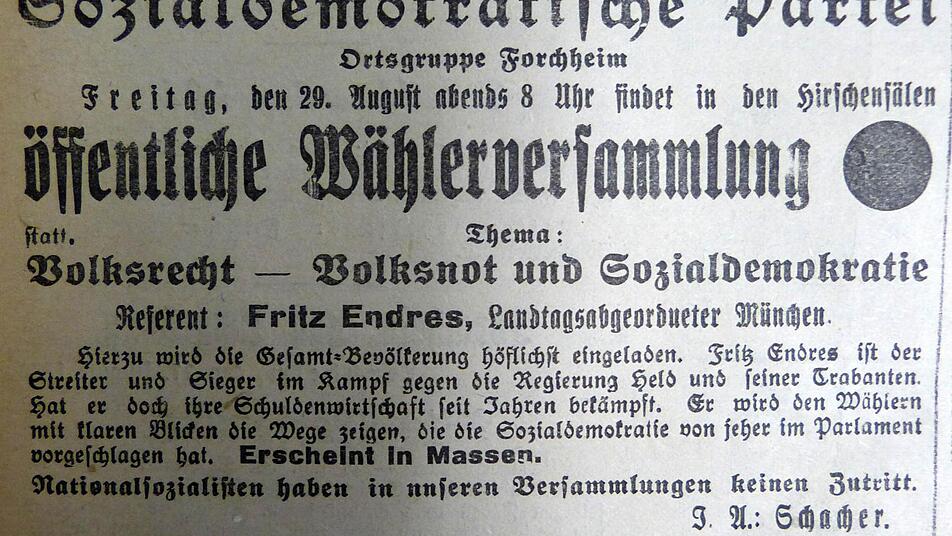 Sozialdemokratische Partei
Ortsgruppe Forchheim
Freitag, den 29. August abends 8 Uhr findet in den Hirschensälen
öffentliche Wählerversammlung
statt. Thema:
Volksrecht — Volksnot und Sozialdemokratie
Referent: Fritz Endres, Landtagsabgeordneter München.
Hierzu wird die Gesamt-Bevölkerung höflichst eingeladen. Fritz Endres ist der
Streiter und Sieger im Kampf gegen die Regierung Held und seiner Trabanten.
Hat er doch ihre Schuldenwirtschaft seit Jahren bekämpft. Er wird den Wählern
mit klaren Blicken die Wege zeigen, die die Sozialdemokratie von jeher im Parlament
vorgeschlagen hat. Erscheint in Massen.
Nationalsozialisten haben in unseren Versammlungen keinen Zutritt.
J. A.: Schacher.